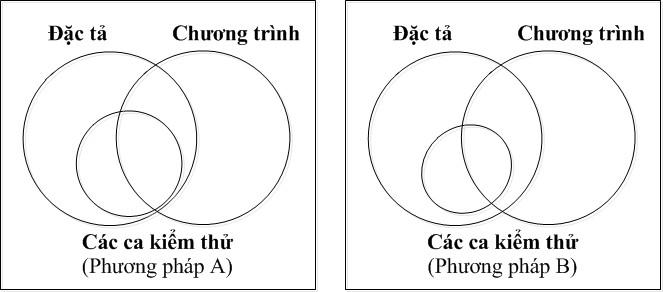 Đặc tả Chương trình
Các ca kiểm thử
(Phương pháp A)
Đặc tả Chương trình
Các ca kiểm thử
(Phương pháp B)